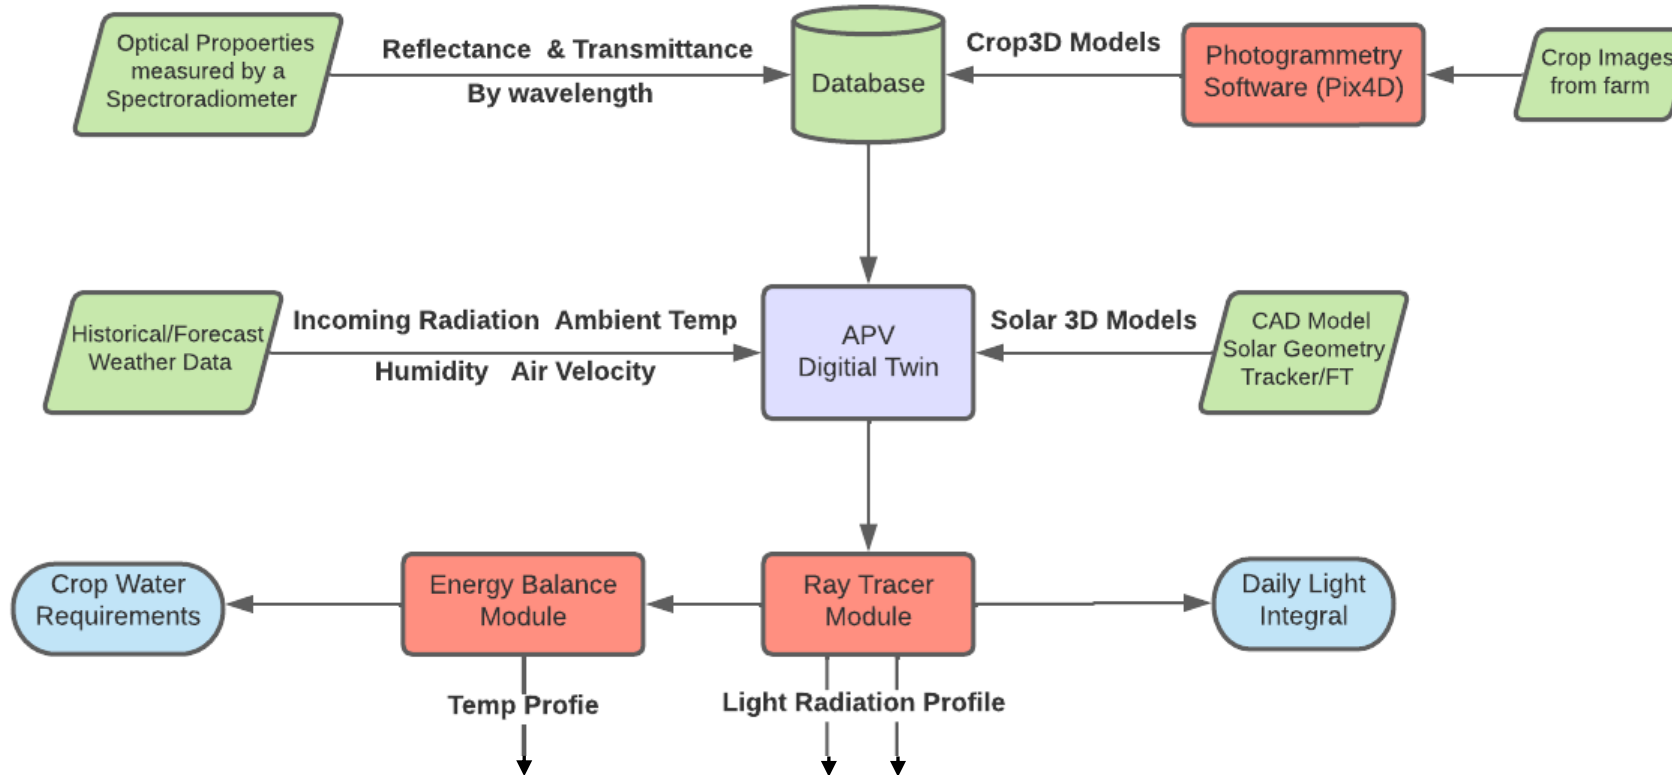 Optical Propoerties
measured by a
Spectroradiometer
Reflectance & Transmittance
By wavelength
Database
Crop3D Models
Photogrammetry
Software (Pix4D)
Crop Images
from farm
Historical/Forecast
Weather Data
Incoming Radiation Ambient Temp
Humidity Air Velocity
APV
Digitial Twin
Solar 3D Models
CAD Model
Solar Geometry
Tracker/FT
Crop Water
Requirements
Energy Balance
Module
Ray Tracer
Module
Daily Light
Integral
Temp Profie
Light Radiation Profile